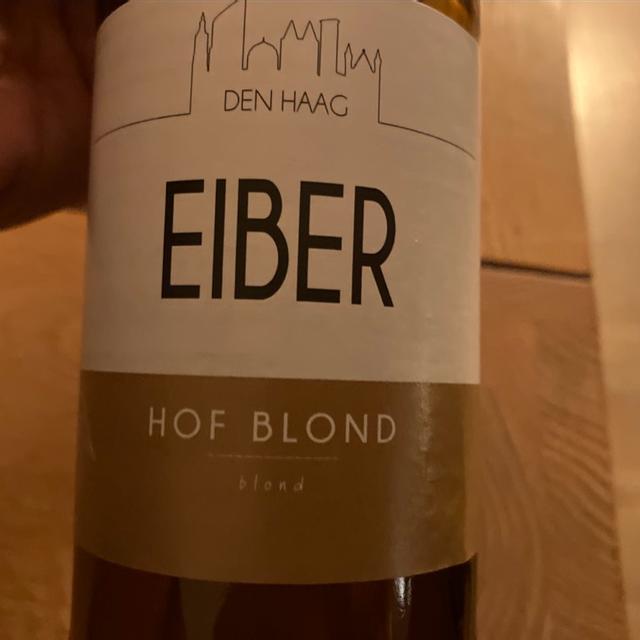 DEN HAAG
EIBER
HOF BLOND
blond